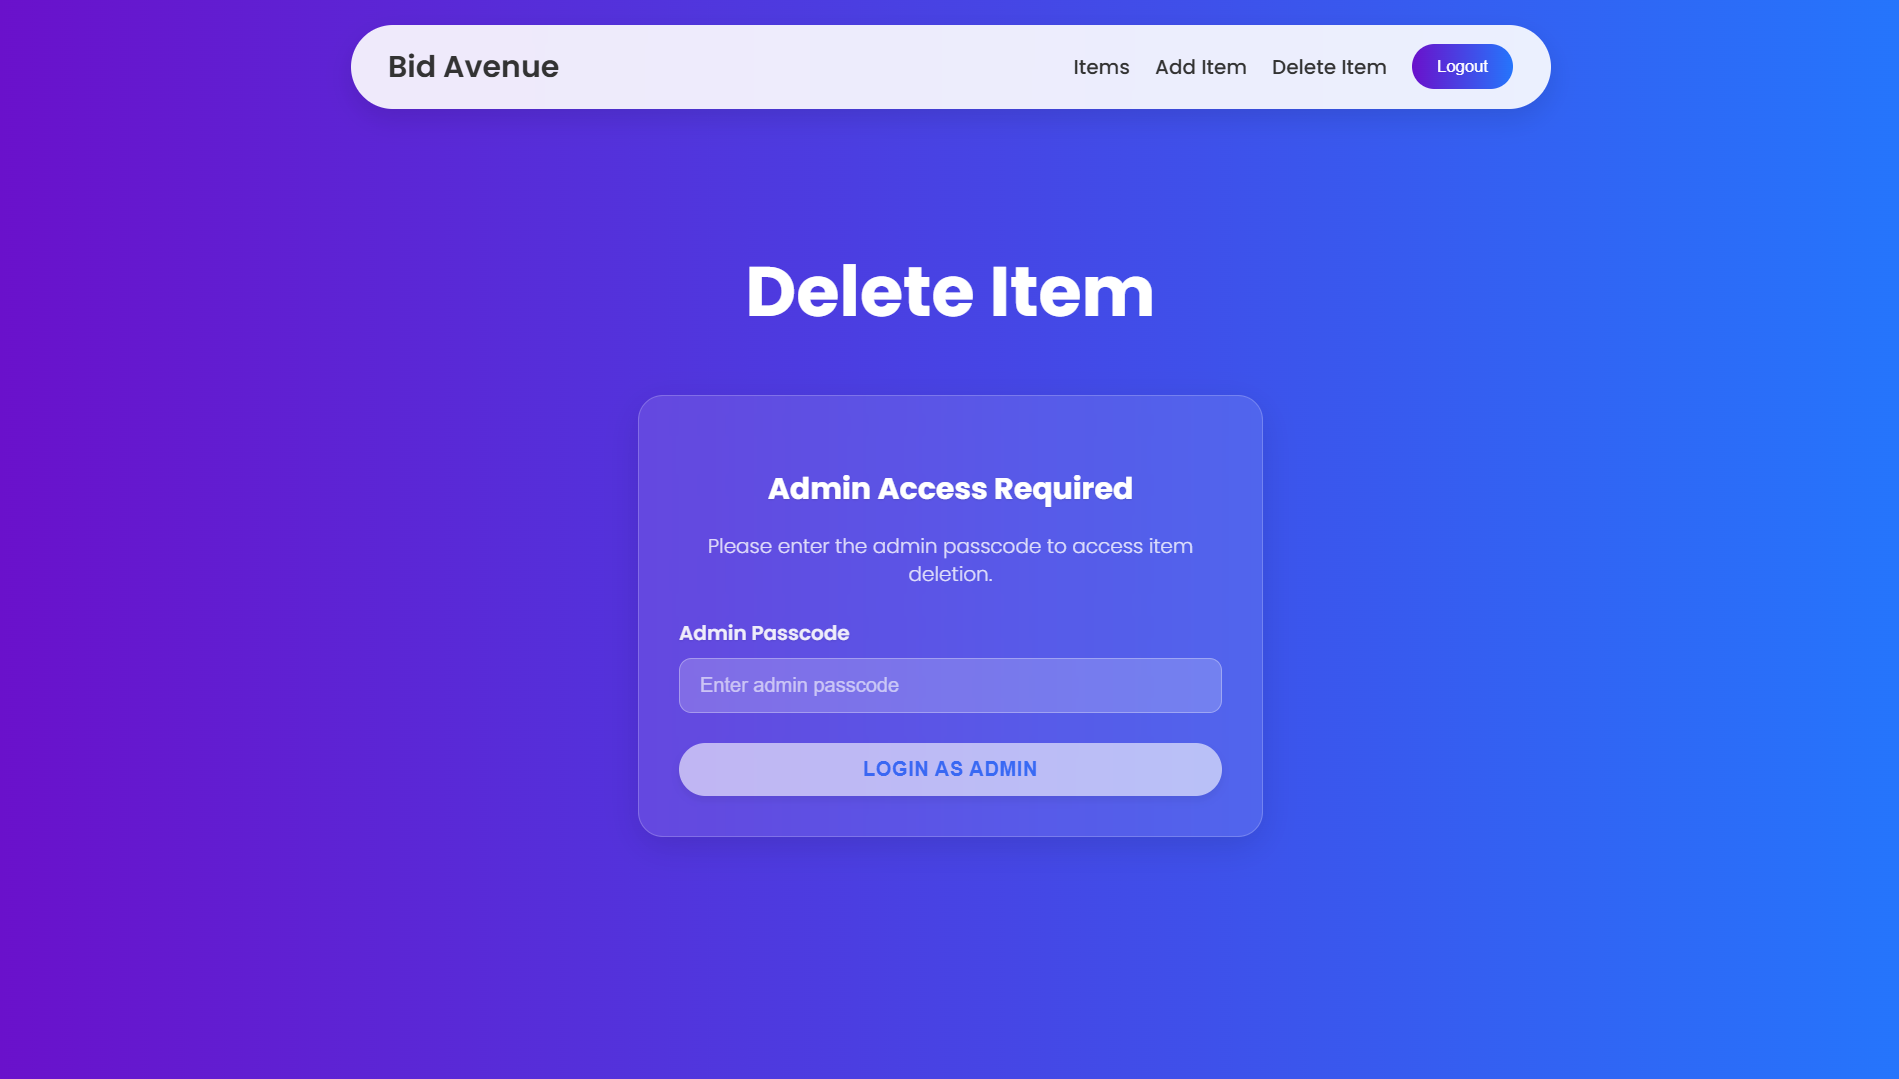 Bid Avenue
Items
Add Item
Delete Item
Logout
Delete Item
Admin Access Required
Please enter the admin passcode to access item
deletion.
Admin Passcode
Enter admin passcode
LOGIN AS ADMIN